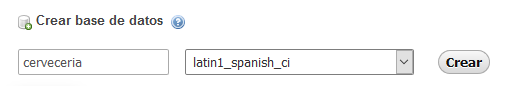 Crear base de datos
cerveceria latin1_spanish_ci Crear